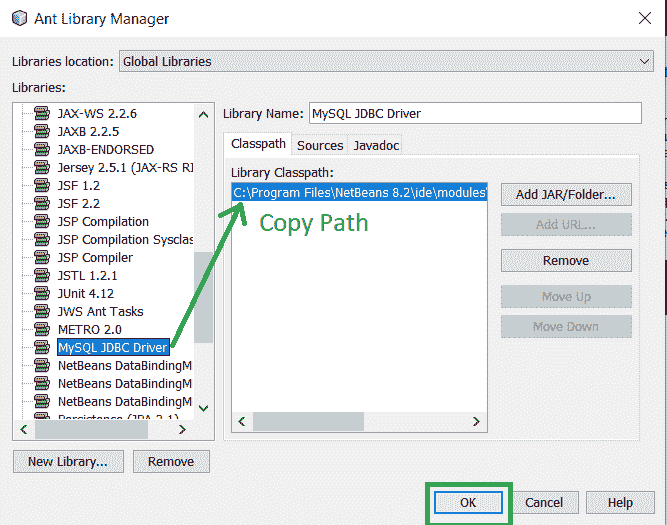 Ant Library Manager
Libraries location: Global Libraries
Libraries:
JAX-WS 2.2.6
JAXB 2.2.5
JAXB-ENDORSED
Jersey 2.5.1 (JAX-RS RI
JSF 1.2
JSF 2.2
JSP Compilation
JSP Compilation Sysclas
JSP Compiler
JSTL 1.2.1
JUnit 4.12
JWS Ant Tasks
METRO 2.0
MySQL JDBC Driver
NetBeans DataBindingM
NetBeans DataBindingM
NetBeans DataBindingM
Persistence (JPA 2.1)
New Library...
Remove
Library Name: MySQL JDBC Driver
Classpath Sources Javadoc
Library Classpath:
C:\Program Files\NetBeans 8.2\ide\modules\
Copy Path
Add JAR/Folder...
Add URL...
Remove
Move Up
Move Down
OK Cancel Help